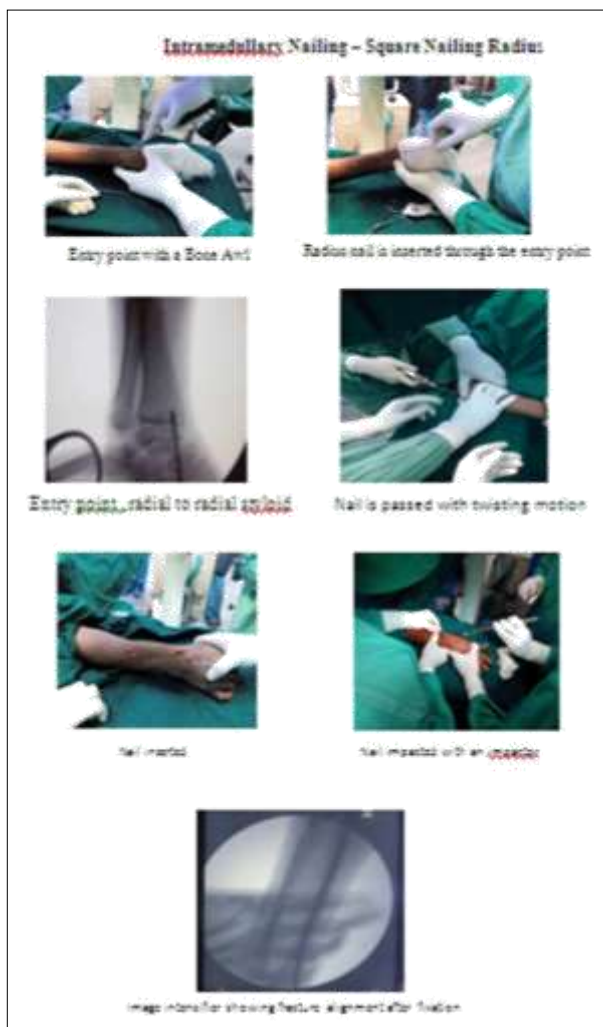 Intramedullary Nailing – Square Nailing Radius
Entry point with a Bone Awl
Radius nail is inserted through the entry point
Entry point , radial to radial styloid
Nail is passed with twisting motion
Nail inserted
Nail impacted with an impactor
Image intensifier showing fracture alignment after fixation